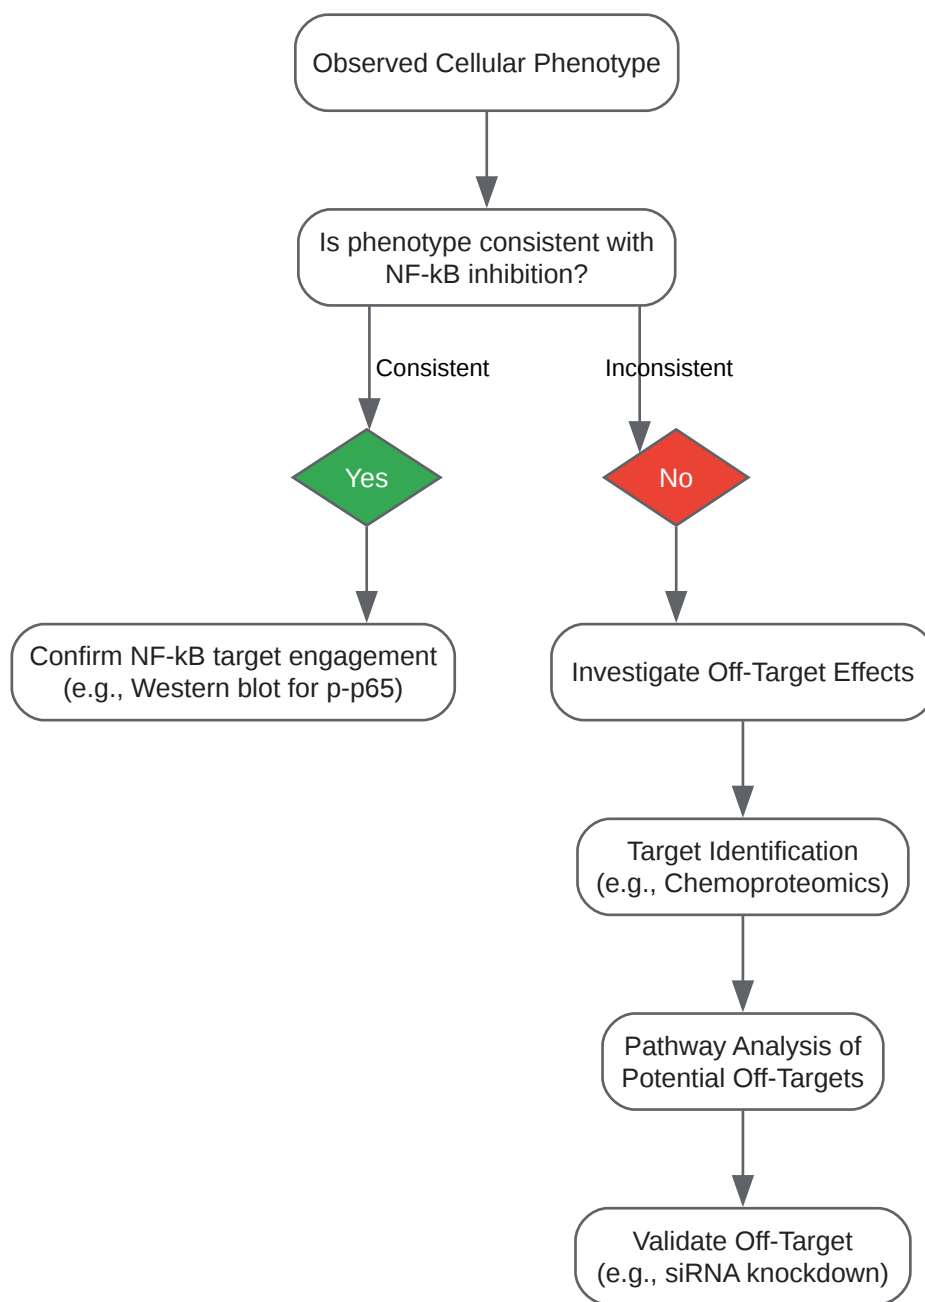 Observed Cellular Phenotype
Is phenotype consistent with
NF-kB inhibition?
Consistent
Inconsistent
Yes
No
Confirm NF-kB target engagement
(e.g., Western blot for p-p65)
Investigate Off-Target Effects
Target Identification
(e.g., Chemoproteomics)
Pathway Analysis of
Potential Off-Targets
Validate Off-Target
(e.g., siRNA knockdown)